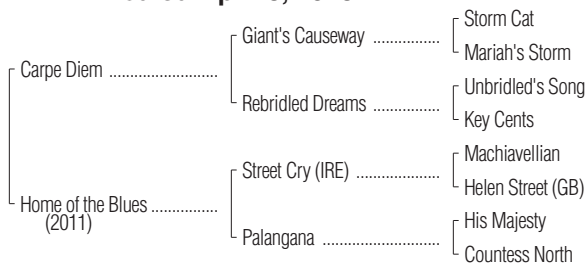 Storm Cat
Giant's Causeway ................
Mariah's Storm
Carpe Diem ..........................
Unbridled's Song
Rebridled Dreams ................
Key Cents
Machiavellian
Street Cry (IRE) ....................
Helen Street (GB)
Home of the Blues ................
(2011)
His Majesty
Palangana ............................
Countess North